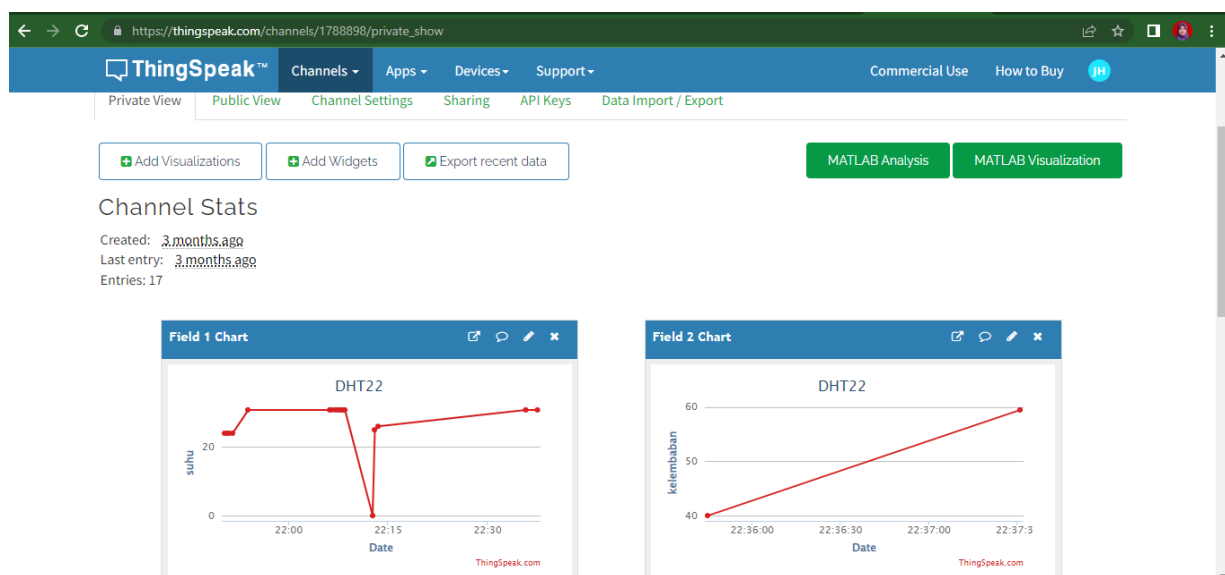 https://thingspeak.com/channels/1788898/private_show
ThingSpeak™ Channels Apps Devices Support Commercial Use How to Buy JH
Private View Public View Channel Settings Sharing API Keys Data Import / Export
Add Visualizations Add Widgets Export recent data MATLAB Analysis MATLAB Visualization
Channel Stats
Created: 3 months ago
Last entry: 3 months ago
Entries: 17
Field 1 Chart
DHT22
suhu
20
0
22:00 22:15 22:30
Date
ThingSpeak.com
Field 2 Chart
DHT22
kelembaban
60
50
40
22:36:00 22:36:30 22:37:00 22:37:3
Date
ThingSpeak.com